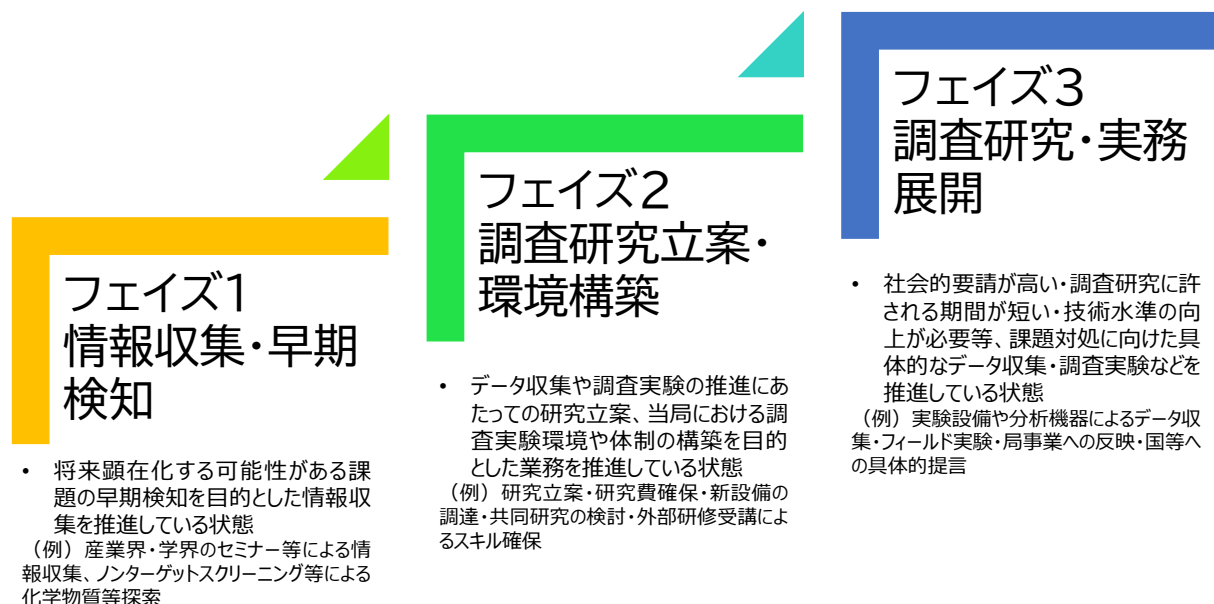 フェイズ1
情報収集・早期
検知
• 将来顕在化する可能性がある課
題の早期検知を目的とした情報収
集を推進している状態
（例）産業界・学界のセミナー等による情
報収集、ノンターゲットスクリーニング等による
化学物質等探索
フェイズ2
調査研究立案・
環境構築
• データ収集や調査実験の推進にあ
たっての研究立案、当局における調
査実験環境や体制の構築を目的
とした業務を推進している状態
（例）研究立案・研究費確保・新設備の
調達・共同研究の検討・外部研修受講によ
るスキル確保
フェイズ3
調査研究・実務
展開
• 社会的要請が高い・調査研究に許
される期間が短い・技術水準の向
上が必要等、課題対処に向けた具
体的なデータ収集・調査実験などを
推進している状態
（例）実験設備や分析機器によるデータ収
集・フィールド実験・局事業への反映・国等へ
の具体的提言